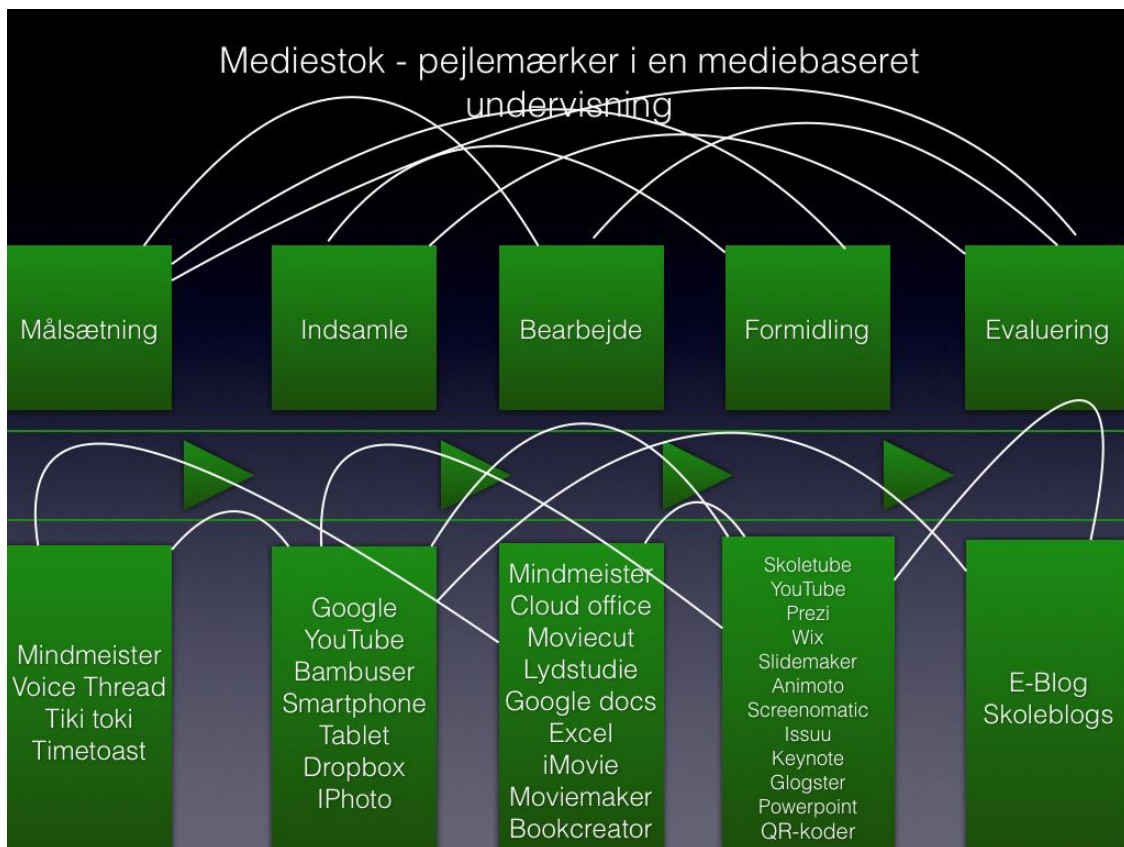 Mediestok - pejlemærker i en mediebaseret
undervisning
Målsætning
Indsamle
Bearbejde
Formidling
Evaluering
Mindmeister
Voice Thread
Tiki toki
Timetoast
Google
YouTube
Bambuser
Smartphone
Tablet
Dropbox
IPhoto
Mindmeister
Cloud office
Moviecut
Lydstudie
Google docs
Excel
iMovie
Moviemaker
Bookcreator
Skoletube
YouTube
Prezi
Wix
Slidemaker
Animoto
Screenomatic
Issuu
Keynote
Glogster
Powerpoint
QR-koder
E-Blog
Skoleblogs